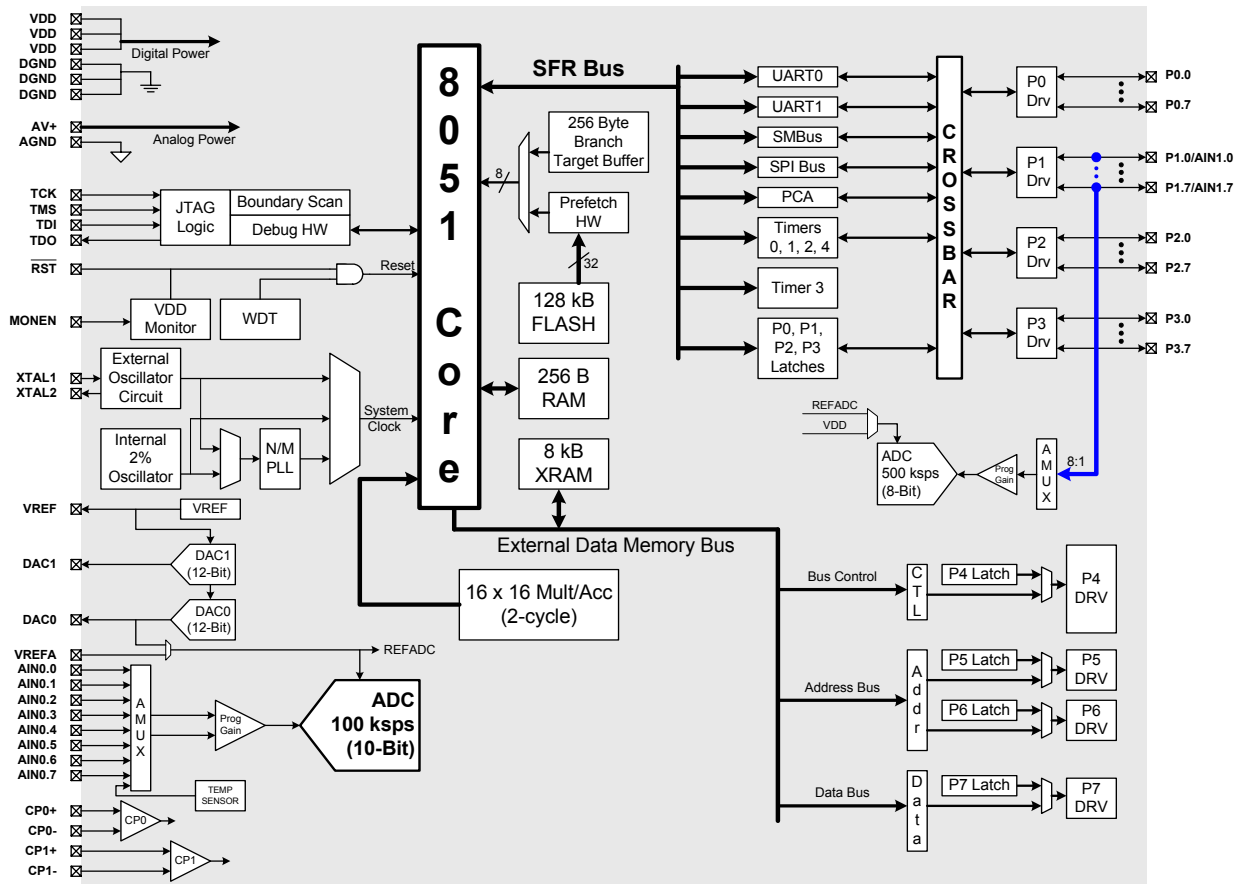 VDD
VDD
VDD
DGND
DGND
DGND
Digital Power
AV+
AGND
Analog Power
TCK
TMS
TDI
TDO
JTAG
Logic
Boundary Scan
Debug HW
RST
MONEN
VDD
Monitor
WDT
Reset
XTAL1
XTAL2
External
Oscillator
Circuit
Internal
2%
Oscillator
N/M
PLL
System
Clock
VREF
VREF
DAC1
DAC1
(12-Bit)
DAC0
DAC0
(12-Bit)
VREFA
REFADC
AIN0.0
AIN0.1
AIN0.2
AIN0.3
AIN0.4
AIN0.5
AIN0.6
AIN0.7
AMUX
Prog
Gain
ADC
100 ksps
(10-Bit)
TEMP
SENSOR
CP0+
CP0-
CP0
CP1+
CP1-
CP1
8051 Core
SFR Bus
256 Byte
Branch
Target Buffer
8
Prefetch
HW
32
128 kB
FLASH
256 B
RAM
8 kB
XRAM
External Data Memory Bus
16 x 16 Mult/Acc
(2-cycle)
UART0
UART1
SMBus
SPI Bus
PCA
Timers
0, 1, 2, 4
Timer 3
P0, P1,
P2, P3
Latches
CROSSBAR
P0
Drv
P1
Drv
P2
Drv
P3
Drv
P0.0
P0.7
P1.0/AIN1.0
P1.7/AIN1.7
P2.0
P2.7
P3.0
P3.7
REFADC
VDD
ADC
500 ksps
(8-Bit)
Prog
Gain
AMUX
8:1
Bus Control
CTL
P4 Latch
P4
DRV
Address Bus
Addr
P5 Latch
P5
DRV
P6 Latch
P6
DRV
Data Bus
Data
P7 Latch
P7
DRV